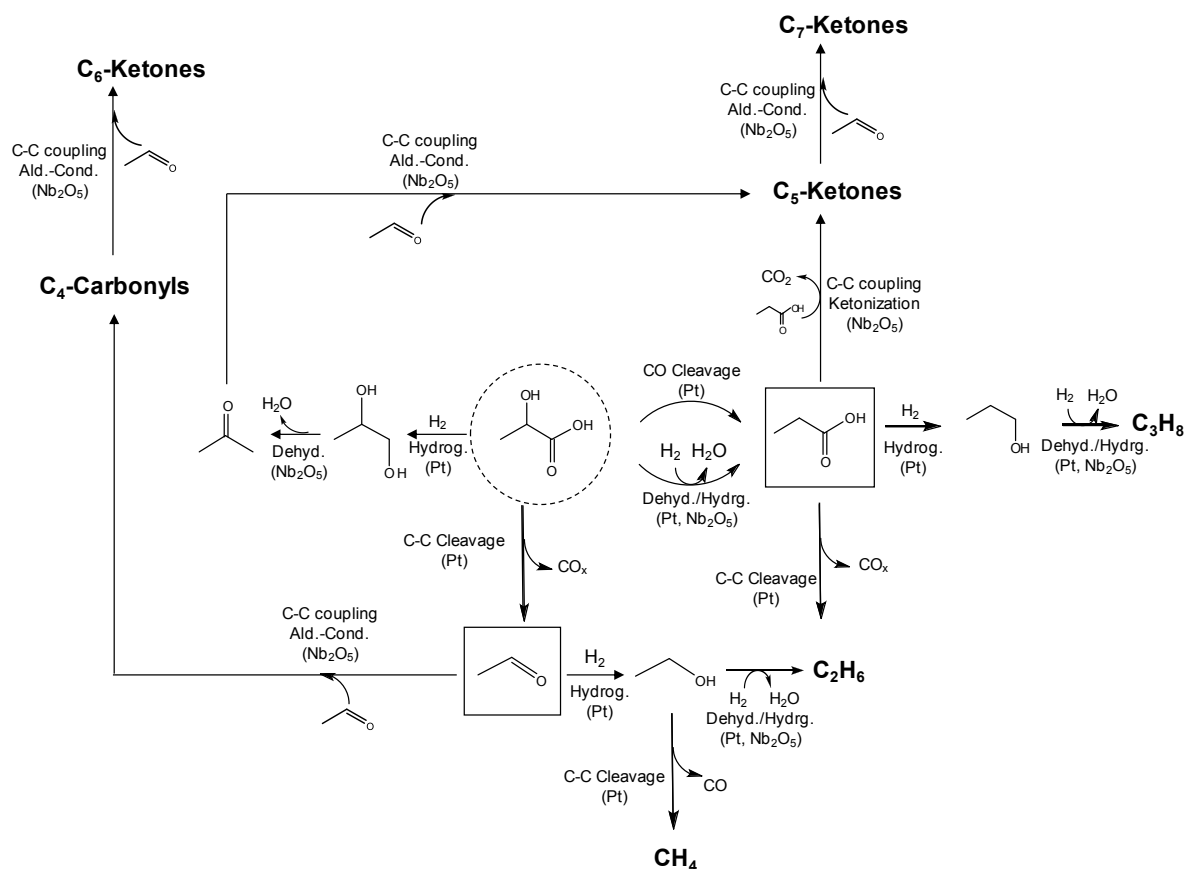 C7-Ketones
C6-Ketones
C-C coupling
Ald.-Cond.
(Nb2O5)
O
C-C coupling
Ald.-Cond.
(Nb2O5)
O
C-C coupling
Ald.-Cond.
(Nb2O5)
O
C5-Ketones
C4-Carbonyls
CO2
OH
O
C-C coupling
Ketonization
(Nb2O5)
O
H2O
Dehyd.
(Nb2O5)
OH
OH
H2
Hydrog.
(Pt)
OH
OH
O
CO Cleavage
(Pt)
H2
H2O
Dehyd./Hydrg.
(Pt, Nb2O5)
OH
O
H2
Hydrog.
(Pt)
OH
H2
H2O
Dehyd./Hydrg.
(Pt, Nb2O5)
C3H8
C-C Cleavage
(Pt)
COx
C-C Cleavage
(Pt)
COx
C-C coupling
Ald.-Cond.
(Nb2O5)
O
O
H2
Hydrog.
(Pt)
OH
H2
H2O
Dehyd./Hydrg.
(Pt, Nb2O5)
C2H6
C-C Cleavage
(Pt)
CO
CH4